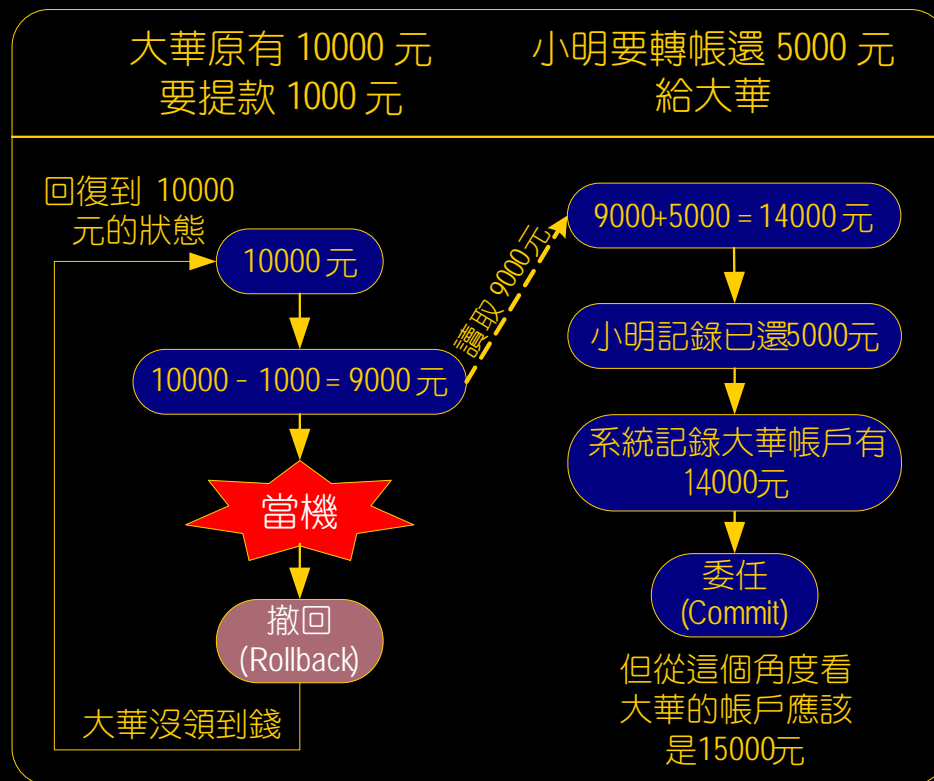 大華原有 10000 元
要提款 1000 元
小明要轉帳還 5000 元
給大華
回復到 10000
元的狀態
10000元
10000 - 1000 = 9000 元
當機
撤回
(Rollback)
大華沒領到錢
讀取 9000元
9000+5000 = 14000 元
小明記錄已還5000元
系統記錄大華帳戶有
14000元
委任
(Commit)
但從這個角度看
大華的帳戶應該
是15000元